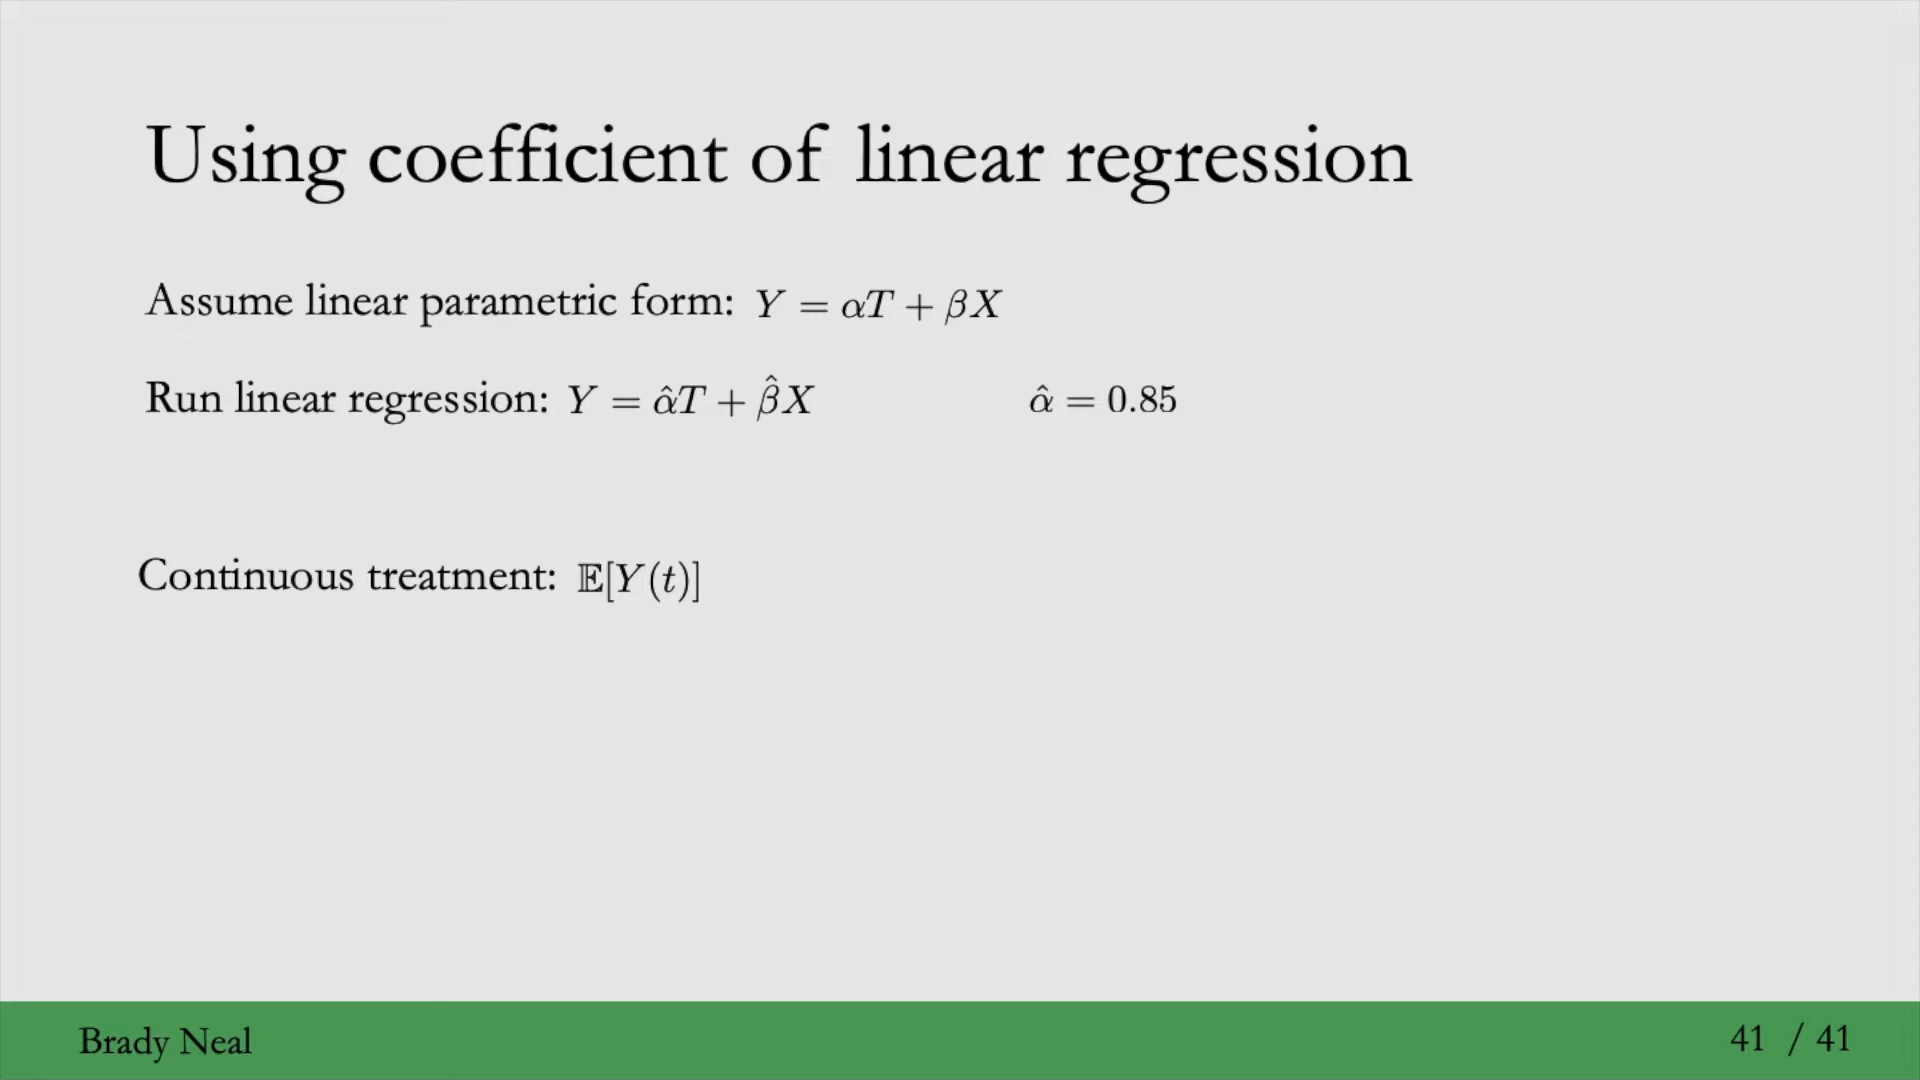 Using coefficient of linear regression
Assume linear parametric form: Y = αT + βX
Run linear regression: Y = α̂T + β̂X α̂ = 0.85
Continuous treatment: 𝔼[Y(t)]
Brady Neal 41 / 41